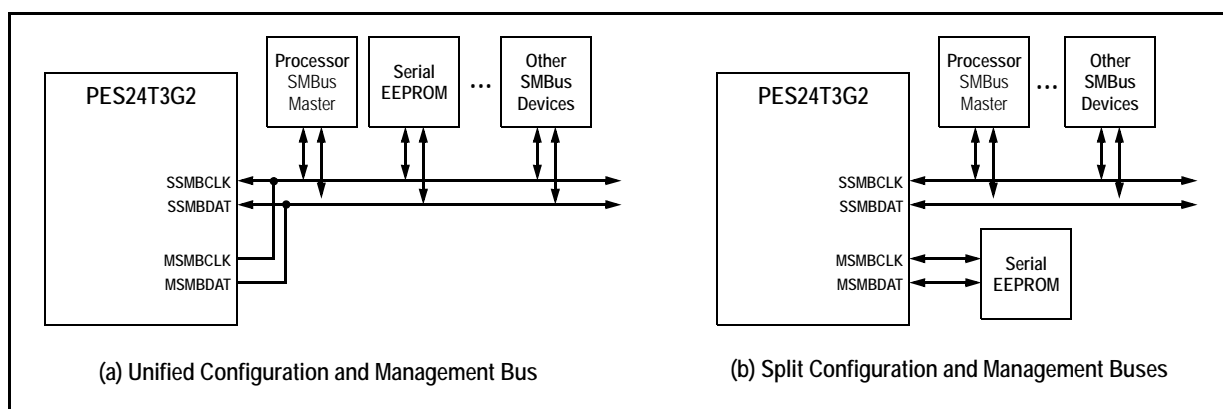 PES24T3G2
Processor
SMBus
Master
Serial
EEPROM
...
Other
SMBus
Devices
SSMBCLK
SSMBDAT
MSMBCLK
MSMBDAT
(a) Unified Configuration and Management Bus
PES24T3G2
Processor
SMBus
Master
...
Other
SMBus
Devices
SSMBCLK
SSMBDAT
MSMBCLK
MSMBDAT
Serial
EEPROM
(b) Split Configuration and Management Buses